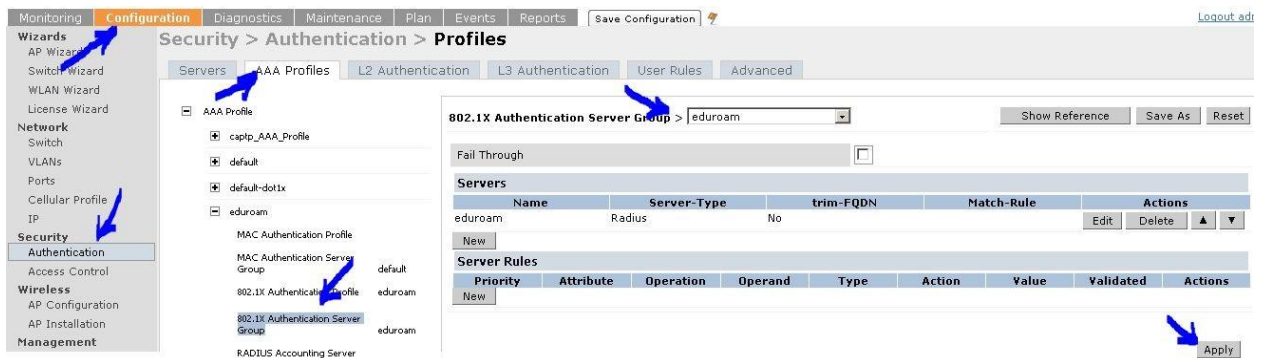 Monitoring Configuration Diagnostics Maintenance Plan Events Reports Save Configuration Logout adr
Security > Authentication > Profiles
Wizards
AP Wizard
Switch Wizard
WLAN Wizard
License Wizard
Network
Switch
VLANs
Ports
Cellular Profile
IP
Security
Authentication
Access Control
Wireless
AP Configuration
AP Installation
Management
Servers AAA Profiles L2 Authentication L3 Authentication User Rules Advanced
AAA Profile
captp_AAA_Profile
default
default-dot1x
eduroam
MAC Authentication Profile
MAC Authentication Server
Group default
802.1X Authentication Profile eduroam
802.1X Authentication Server
Group eduroam
RADIUS Accounting Server
802.1X Authentication Server Group > eduroam Show Reference Save As Reset
Fail Through
Servers
Name Server-Type trim-FQDN Match-Rule Actions
eduroam Radius No Edit Delete ▲ ▼
New
Server Rules
Priority Attribute Operation Operand Type Action Value Validated Actions
New
Apply